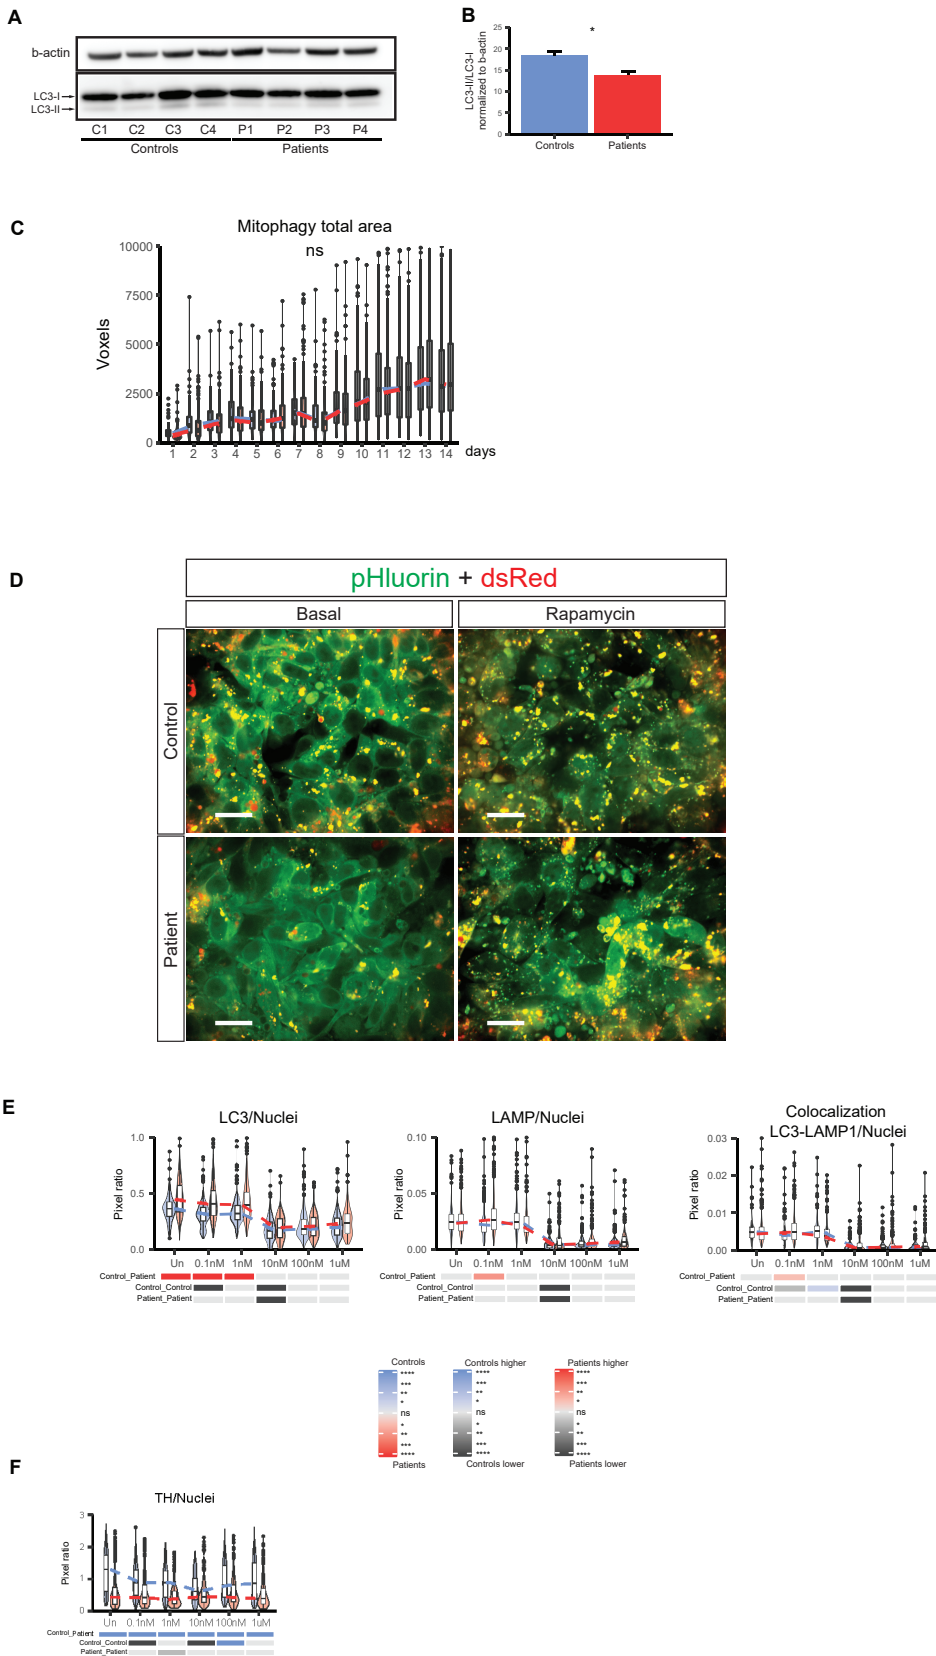 A
b-actin
LC3-I
LC3-II
C1 C2 C3 C4 P1 P2 P3 P4
Controls Patients
B
LC3-II/LC3-I
normalized to b-actin
25
20
15
10
5
0
*
Controls Patients
C
Mitophagy total area
ns
Voxels
10000
7500
5000
2500
0
1 2 3 4 5 6 7 8 9 10 11 12 13 14 days
D
pHluorin + dsRed
Basal Rapamycin
Control
Patient
E
LC3/Nuclei
Pixel ratio
1.0
0.5
0.0
Un 0.1nM 1nM 10nM 100nM 1uM
Control_Patient
Control_Control
Patient_Patient
LAMP/Nuclei
Pixel ratio
0.10
0.05
0.00
Un 0.1nM 1nM 10nM 100nM 1uM
Control_Patient
Control_Control
Patient_Patient
Colocalization
LC3-LAMP1/Nuclei
Pixel ratio
0.03
0.02
0.01
0.00
Un 0.1nM 1nM 10nM 100nM 1uM
Control_Patient
Control_Control
Patient_Patient
Controls
****
***
**
*
ns
*
**
***
****
Patients
Controls higher
****
***
**
*
ns
*
**
***
****
Controls lower
Patients higher
****
***
**
*
ns
*
**
***
****
Patients lower
F
TH/Nuclei
Pixel ratio
3
2
1
0
Un 0.1nM 1nM 10nM 100nM 1uM
Control_Patient
Control_Control
Patient_Patient